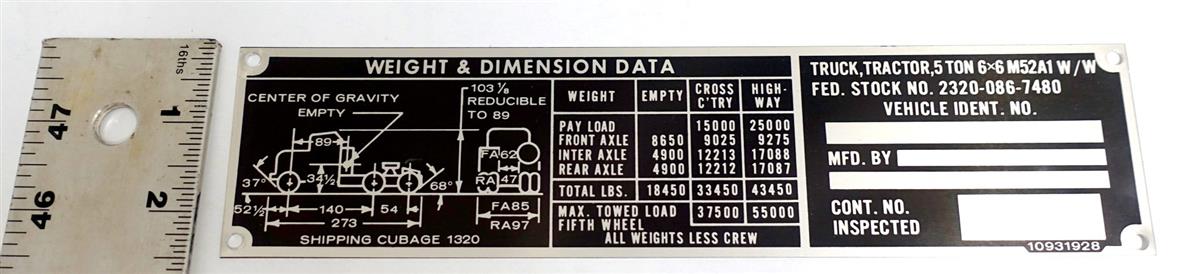 16ths
1
2
47
46
WEIGHT & DIMENSION DATA
CENTER OF GRAVITY
EMPTY
103 1/8
REDUCIBLE
TO 89
89
FA62
RA 47
37°
34½
68°
52½
140
54
273
FA85
RA97
SHIPPING CUBAGE 1320
WEIGHT EMPTY CROSS C'TRY HIGH-WAY
PAY LOAD 15000 25000
FRONT AXLE 8650 9025 9275
INTER AXLE 4900 12213 17088
REAR AXLE 4900 12212 17087
TOTAL LBS. 18450 33450 43450
MAX. TOWED LOAD
FIFTH WHEEL 37500 55000
ALL WEIGHTS LESS CREW
TRUCK,TRACTOR,5 TON 6×6 M52A1 W/W
FED. STOCK NO. 2320-086-7480
VEHICLE IDENT. NO.
MFD. BY
CONT. NO.
INSPECTED
10931928